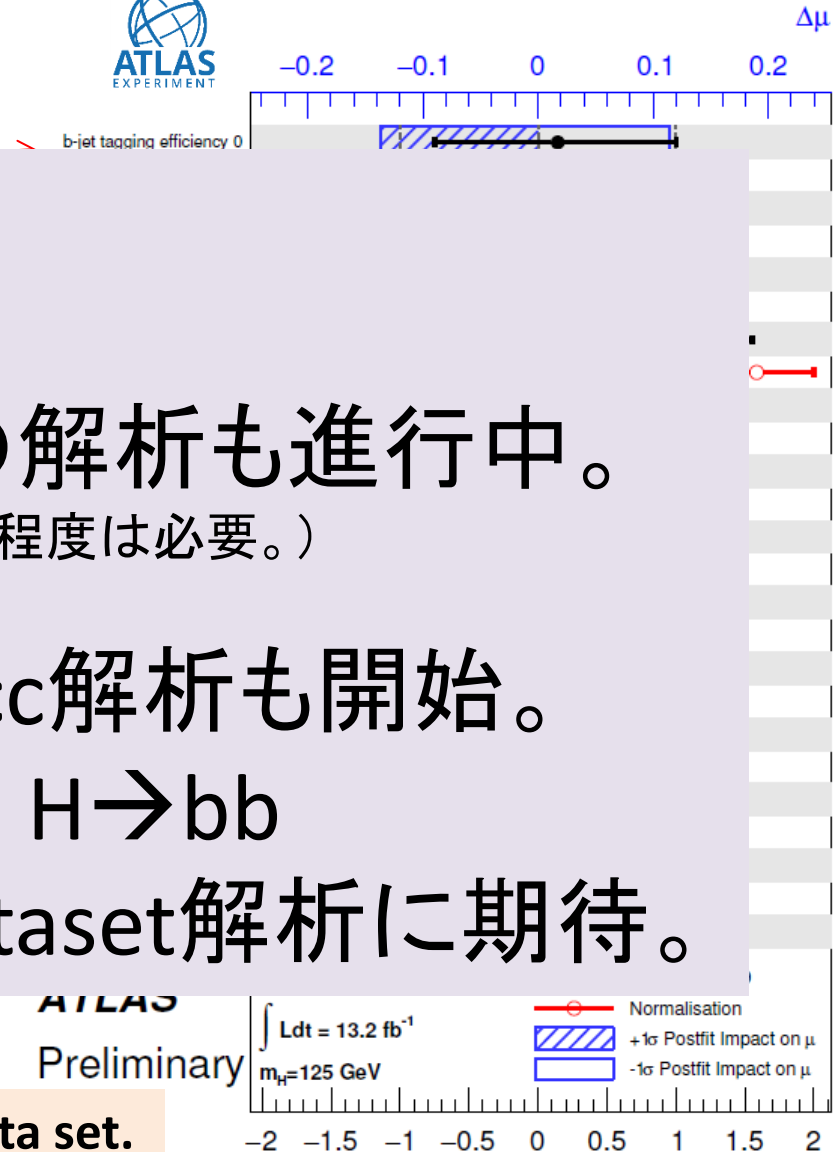 Δμ
ATLAS
EXPERIMENT
−0.2 −0.1 0 0.1 0.2
b-jet tagging efficiency 0
解析も進行中。
程度は必要。）
c解析も開始。
H→bb
taset解析に期待。
ATLAS
Preliminary
∫ Ldt = 13.2 fb⁻¹
m_H=125 GeV
Normalisation
+1σ Postfit Impact on μ
-1σ Postfit Impact on μ
ta set.
−2 −1.5 −1 −0.5 0 0.5 1 1.5 2